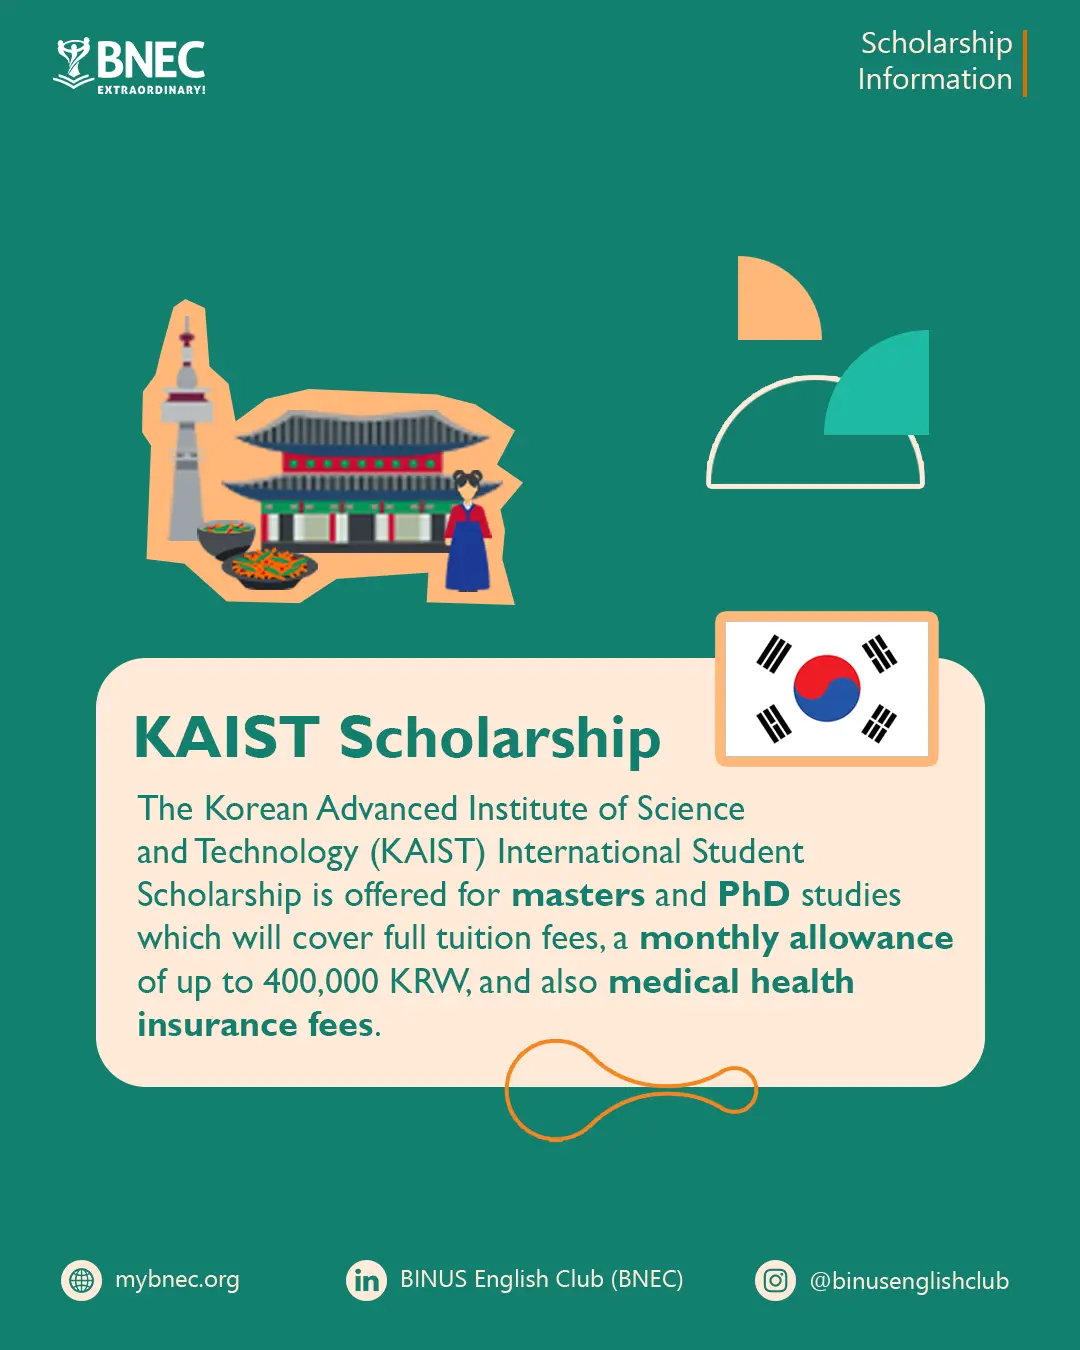 BNEC
EXTRAORDINARY!
Scholarship
Information
KAIST Scholarship
The Korean Advanced Institute of Science
and Technology (KAIST) International Student
Scholarship is offered for masters and PhD studies
which will cover full tuition fees, a monthly allowance
of up to 400,000 KRW, and also medical health
insurance fees.
mybnec.org
BINUS English Club (BNEC)
@binusenglishclub